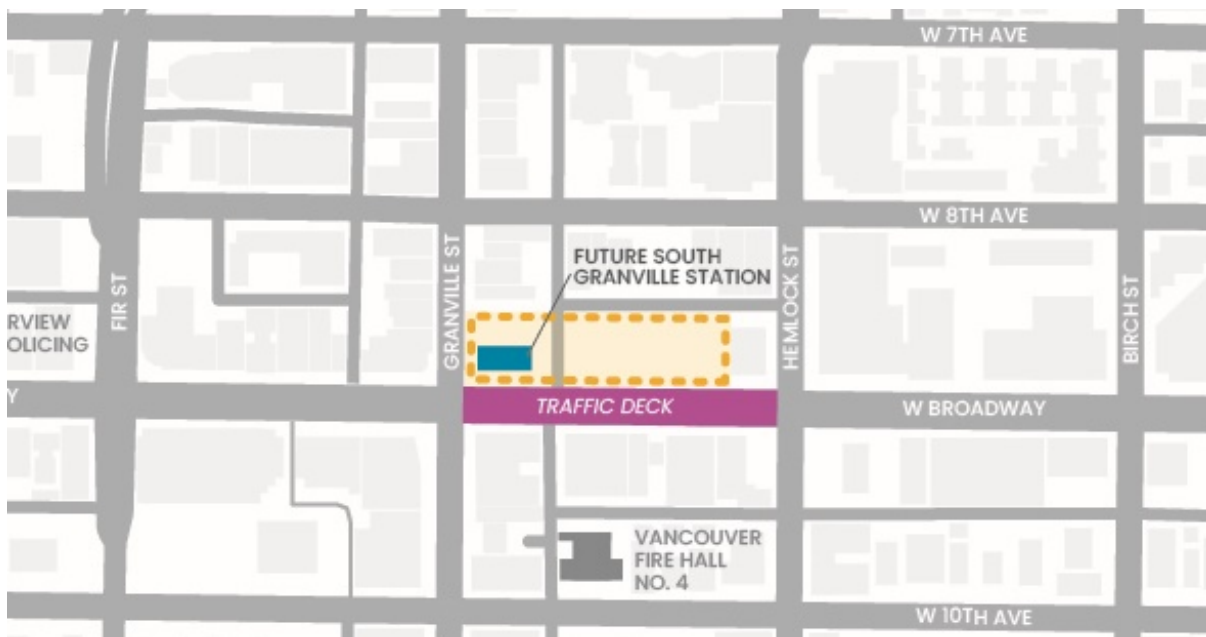 W 7TH AVE
W 8TH AVE
FUTURE SOUTH
GRANVILLE STATION
GRANVILLE ST
HEMLOCK ST
FIR ST
BIRCH ST
RVIEW
OLICING
Y
TRAFFIC DECK
W BROADWAY
VANCOUVER
FIRE HALL
NO. 4
W 10TH AVE